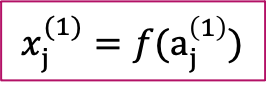 x_j^(1) = f(a_j^(1))